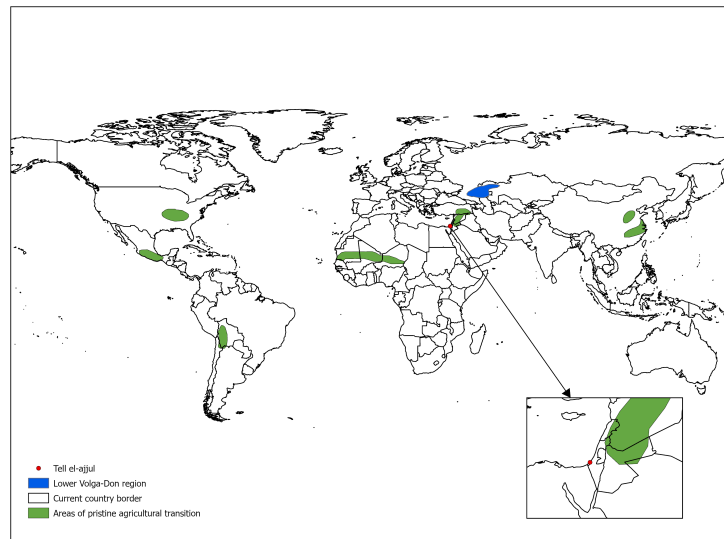 Tell el-ajjul
Lower Volga-Don region
Current country border
Areas of pristine agricultural transition